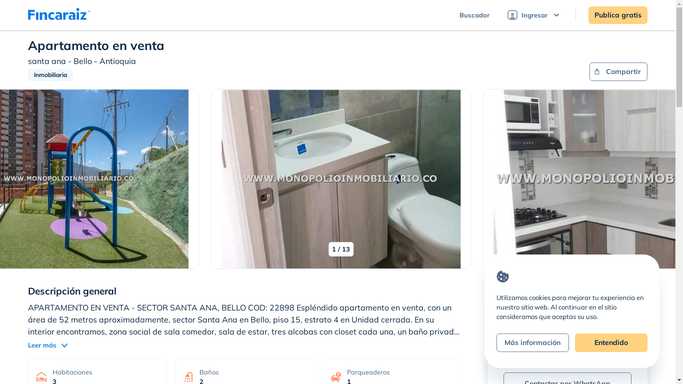 Fincaraiz
Buscador
Ingresar
Publica gratis
Apartamento en venta
santa ana - Bello - Antioquia
Inmobiliaria
Compartir
WWW.MONOPOLIOINMOBILIARIO.CO
WWW.MONOPOLIOINMOBILIARIO.CO
WWW.MONOPOLIOINMOBI
1 / 13
Descripción general
APARTAMENTO EN VENTA - SECTOR SANTA ANA, BELLO COD: 22898 Espléndido apartamento en venta, con un
área de 52 metros aproximadamente, sector Santa Ana en Bello, piso 15, estrato 4 en Unidad cerrada. En su
interior encontramos, zona social de sala comedor, sala de estar, tres alcobas con closet cada una, un baño privad...
Leer más
Habitaciones
3
Baños
2
Parqueaderos
1
Utilizamos cookies para mejorar tu experiencia en
nuestro sitio web. Al continuar en el sitio
consideramos que aceptas su uso.
Más información
Entendido
Contactar por WhatsApp